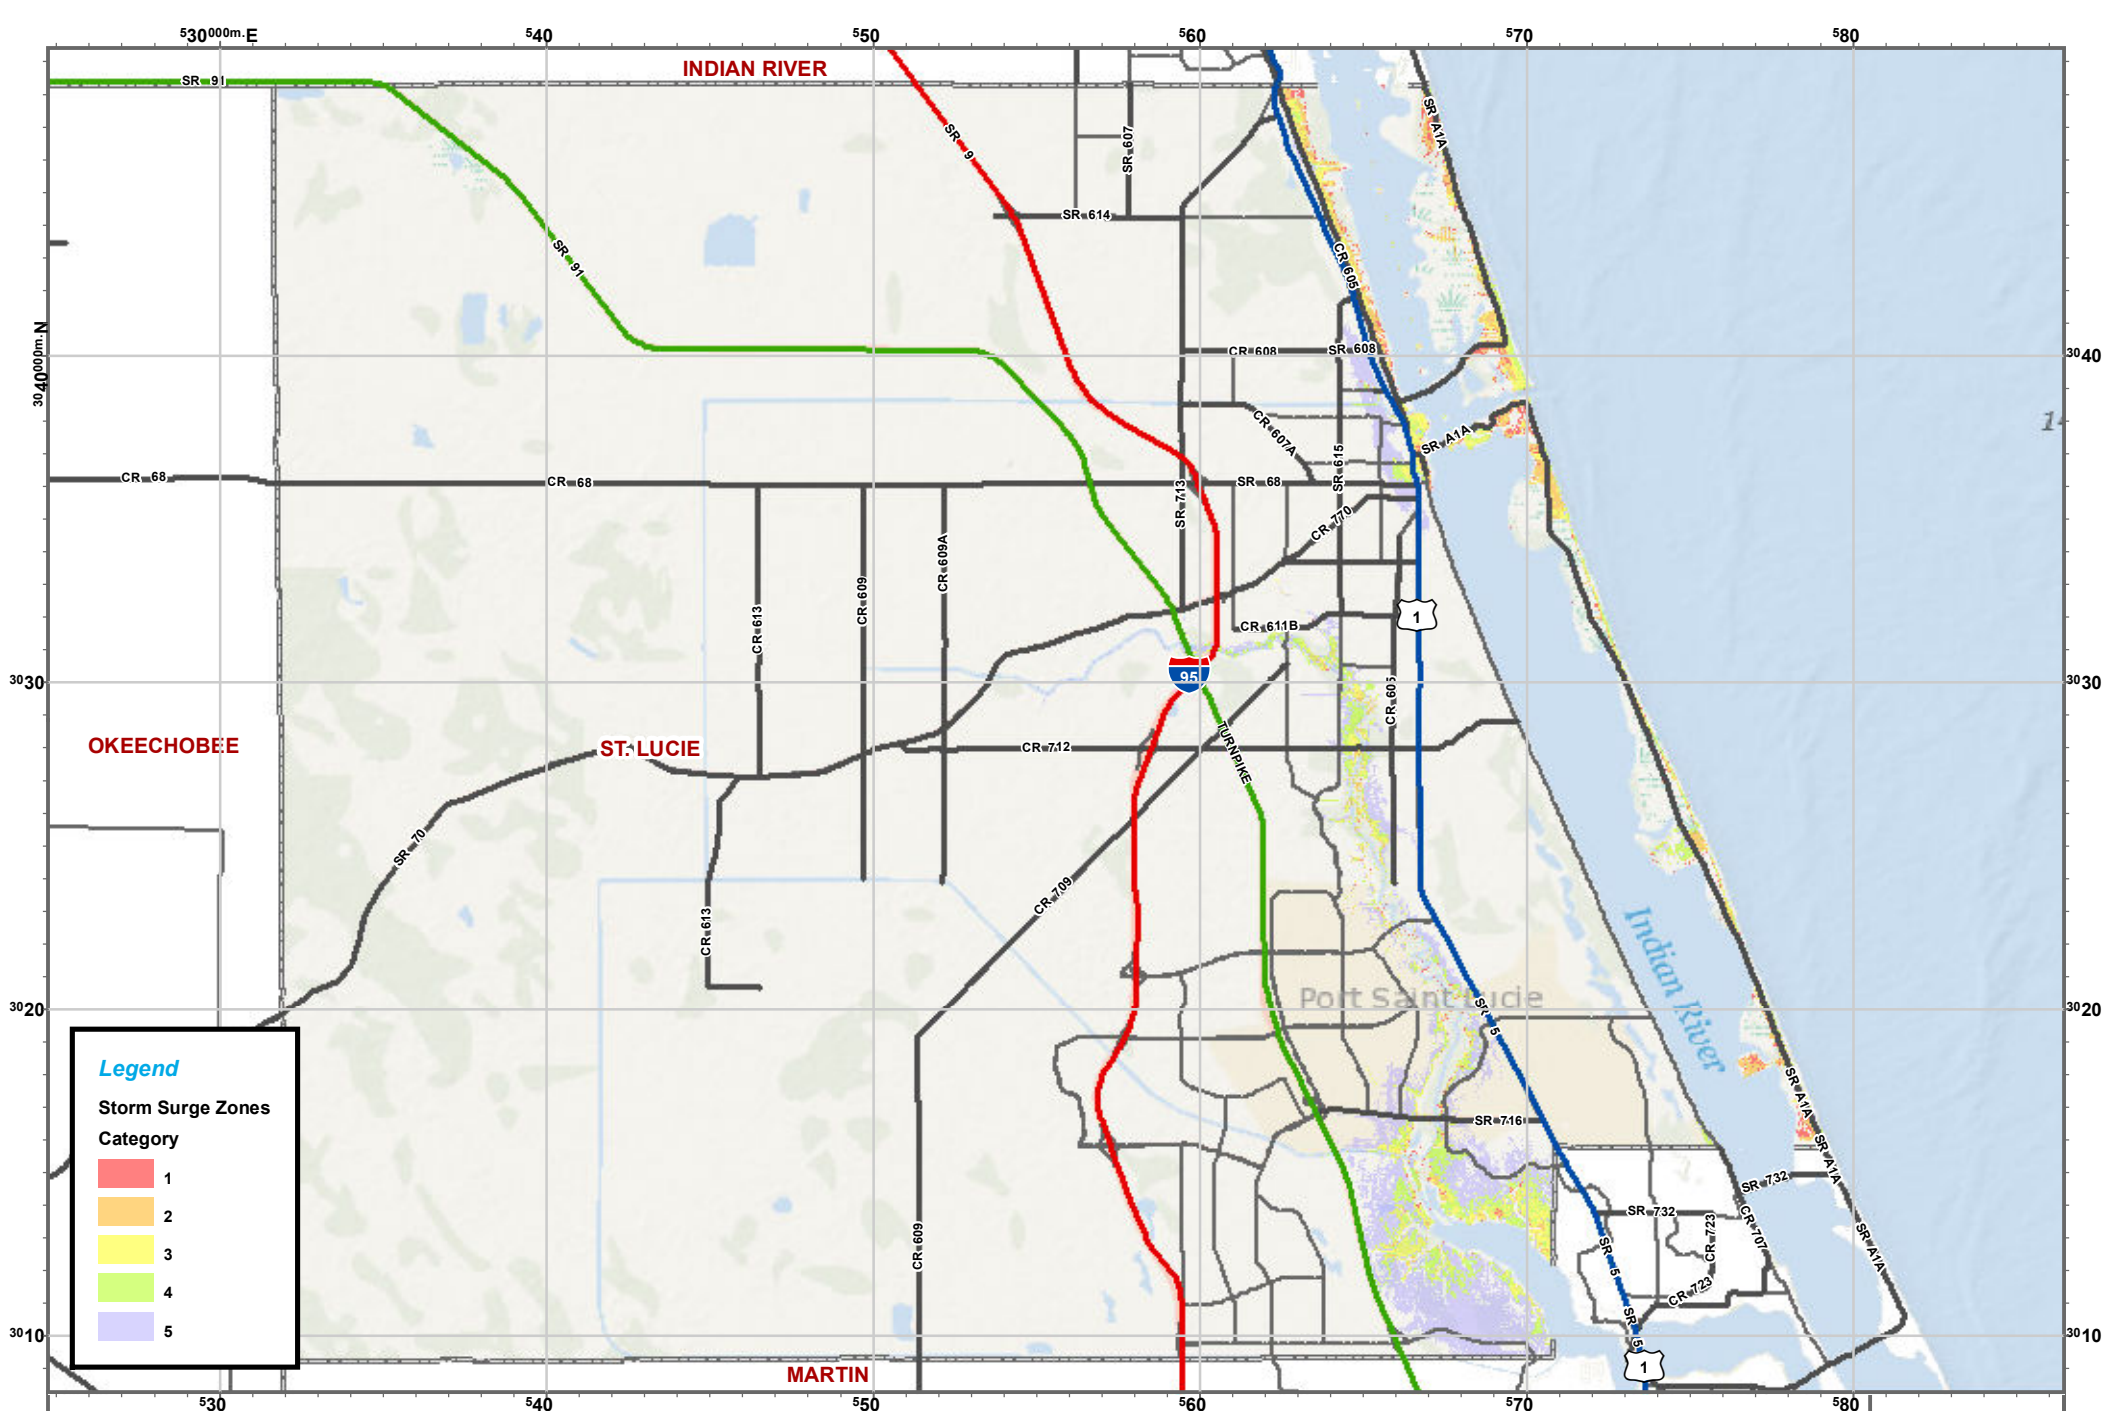 530000m.E
540
550
560
570
580
INDIAN RIVER
SR 91
SR 9
SR 607
SR A1A
SR 614
SR 91
CR 605
3040000m.N
CR 608
SR 608
3040
CR 607A
SR A1A
SR 615
CR 68
CR 68
SR 68
SR 713
CR 770
CR 609A
CR 609
CR 613
1
CR 611B
95
3030
3030
CR 605
OKEECHOBEE
ST. LUCIE
CR 712
TURNPIKE
SR 70
CR 709
CR 613
Indian River
Port Saint Lucie
SR 5
3020
3020
Legend
Storm Surge Zones
Category
1
2
3
4
5
SR A1A
SR 716
SR A1A
SR 732
SR 732
CR 723
CR 707
SR A1A
CR 609
SR 5
CR 723
SR 5
3010
3010
MARTIN
1
530
540
550
560
570
580